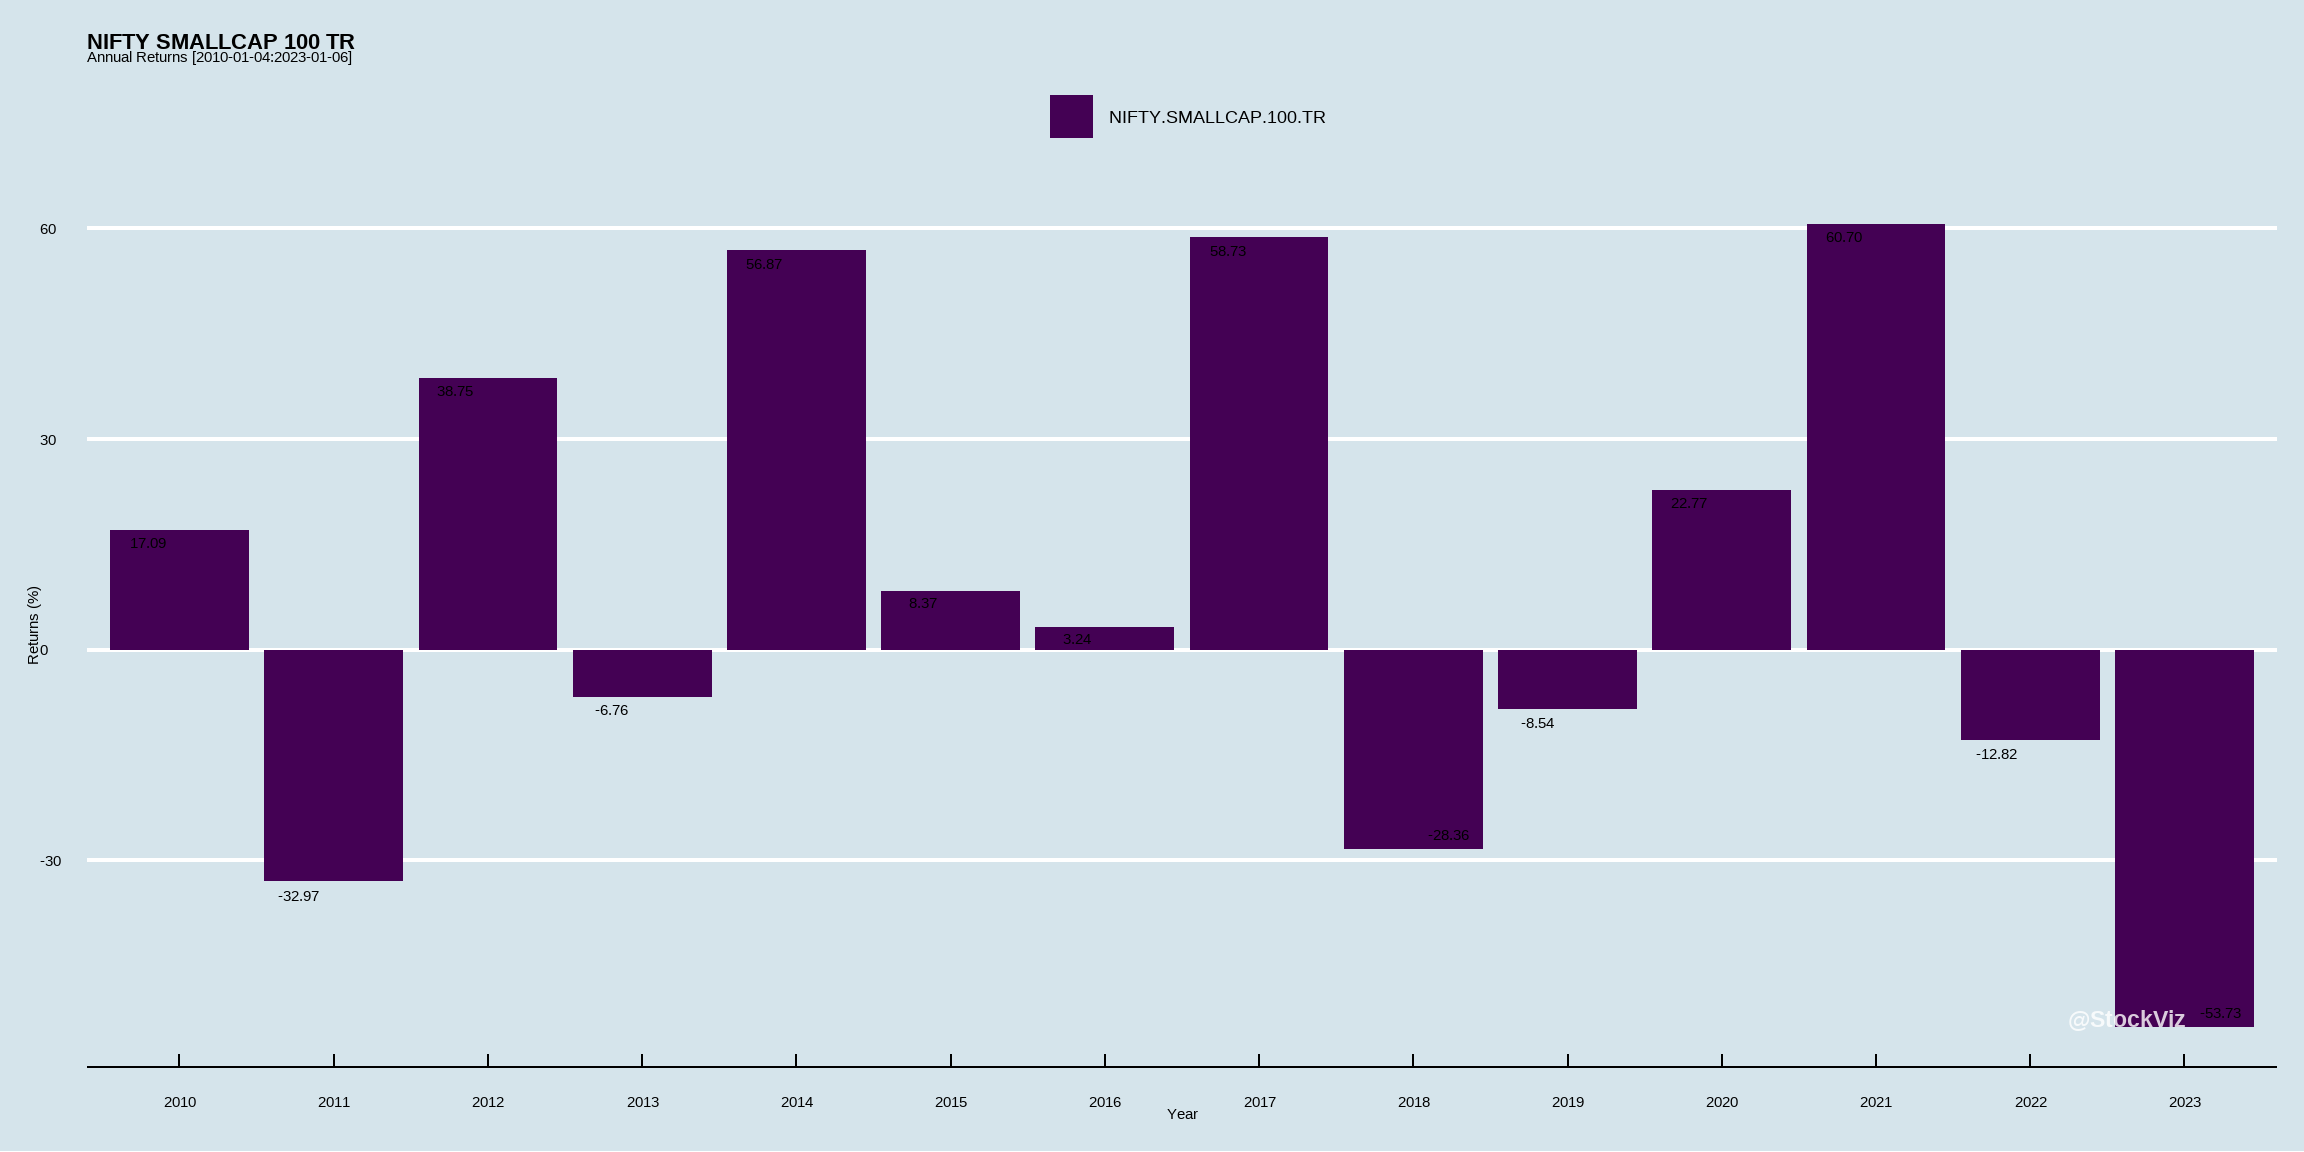 NIFTY SMALLCAP 100 TR
Annual Returns [2010-01-04:2023-01-06]
NIFTY.SMALLCAP.100.TR
60
30
0
-30
Returns (%)
17.09
-32.97
38.75
-6.76
56.87
8.37
3.24
58.73
-28.36
-8.54
22.77
60.70
-12.82
-53.73
@StockViz
2010 2011 2012 2013 2014 2015 2016 2017 2018 2019 2020 2021 2022 2023
Year